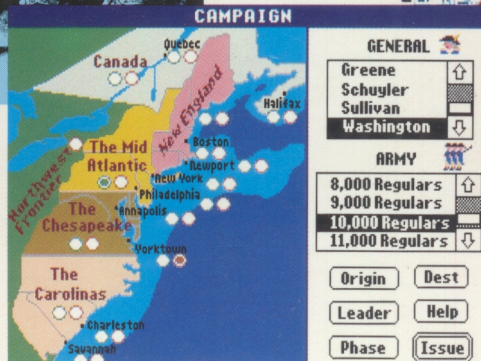 CAMPAIGN
Quebec
Canada
New England
Halifax
Boston
The Mid
Atlantic
Newport
New York
Philadelphia
Northwest
Frontier
Annapolis
The
Chesapeake
Yorktown
The
Carolinas
Charleston
Savannah
GENERAL
Greene
Schuyler
Sullivan
Washington
ARMY
8,000 Regulars
9,000 Regulars
10,000 Regulars
11,000 Regulars
Origin
Dest
Leader
Help
Phase
Issue